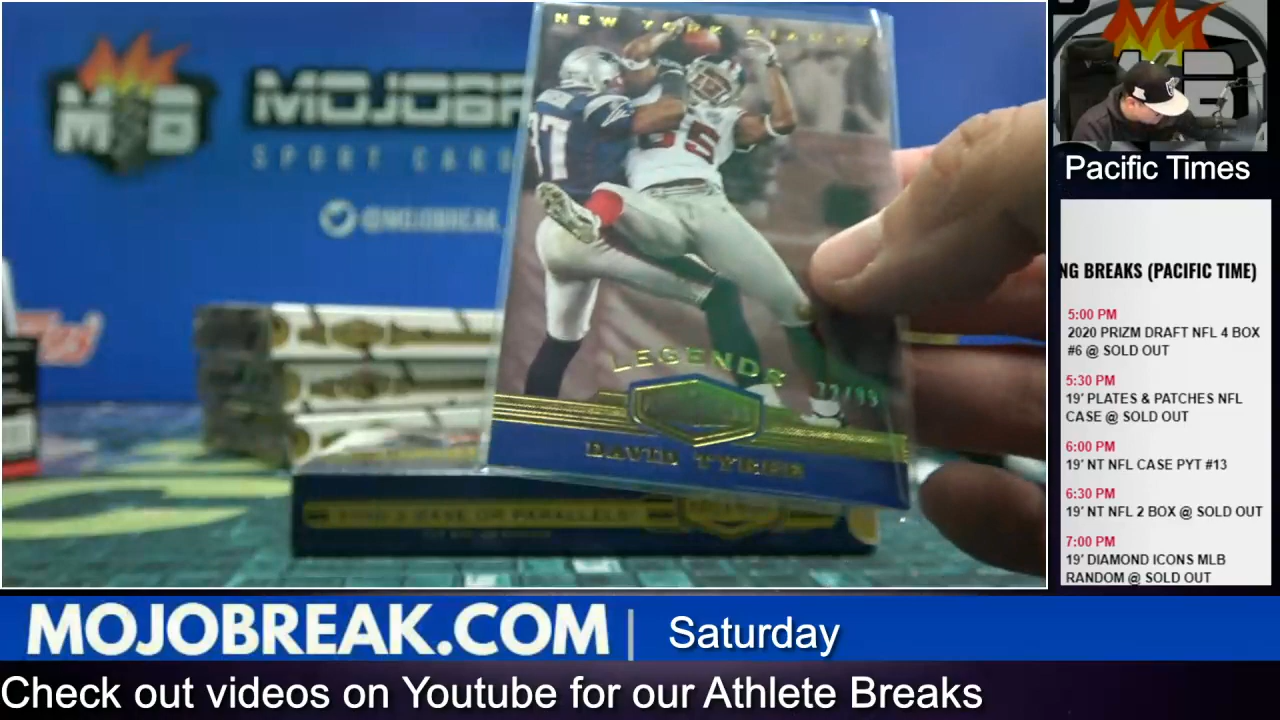 MOJOBR
SPORT CARD
@MOJOBREAK
NEW YORK GIANTS
37
85
LEGENDS
DAVID TYREE
Pacific Times
NG BREAKS (PACIFIC TIME)
5:00 PM
2020 PRIZM DRAFT NFL 4 BOX
#6 @ SOLD OUT
5:30 PM
19' PLATES & PATCHES NFL
CASE @ SOLD OUT
6:00 PM
19' NT NFL CASE PYT #13
6:30 PM
19' NT NFL 2 BOX @ SOLD OUT
7:00 PM
19' DIAMOND ICONS MLB
RANDOM @ SOLD OUT
MOJOBREAK.COM | Saturday
Check out videos on Youtube for our Athlete Breaks